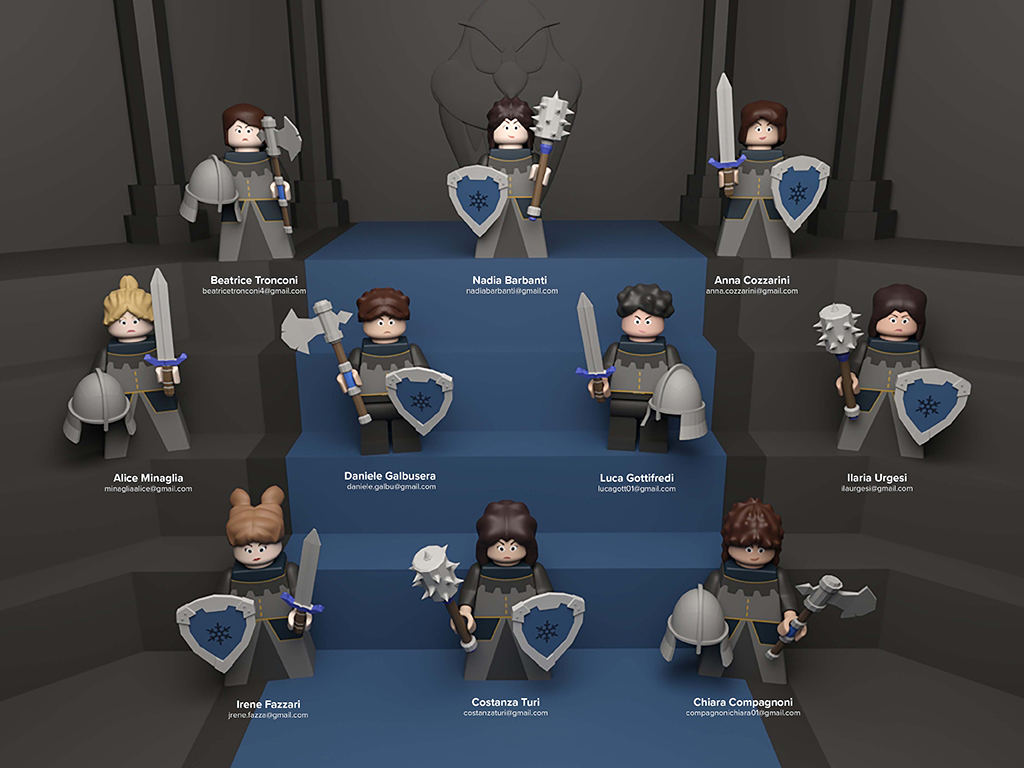 Beatrice Tronconi
beatricetronconi4@gmail.com
Nadia Barbanti
nadiabarbanti@gmail.com
Anna Cozzarini
anna.cozzarini@gmail.com
Alice Minaglia
minagliaalice@gmail.com
Daniele Galbusera
daniele.galbu@gmail.com
Luca Gottifredi
lucagott01@gmail.com
Ilaria Urgesi
ilaurgesi@gmail.com
Irene Fazzari
jrene.fazza@gmail.com
Costanza Turi
costanzaturi@gmail.com
Chiara Compagnoni
compagnonichiara01@gmail.com